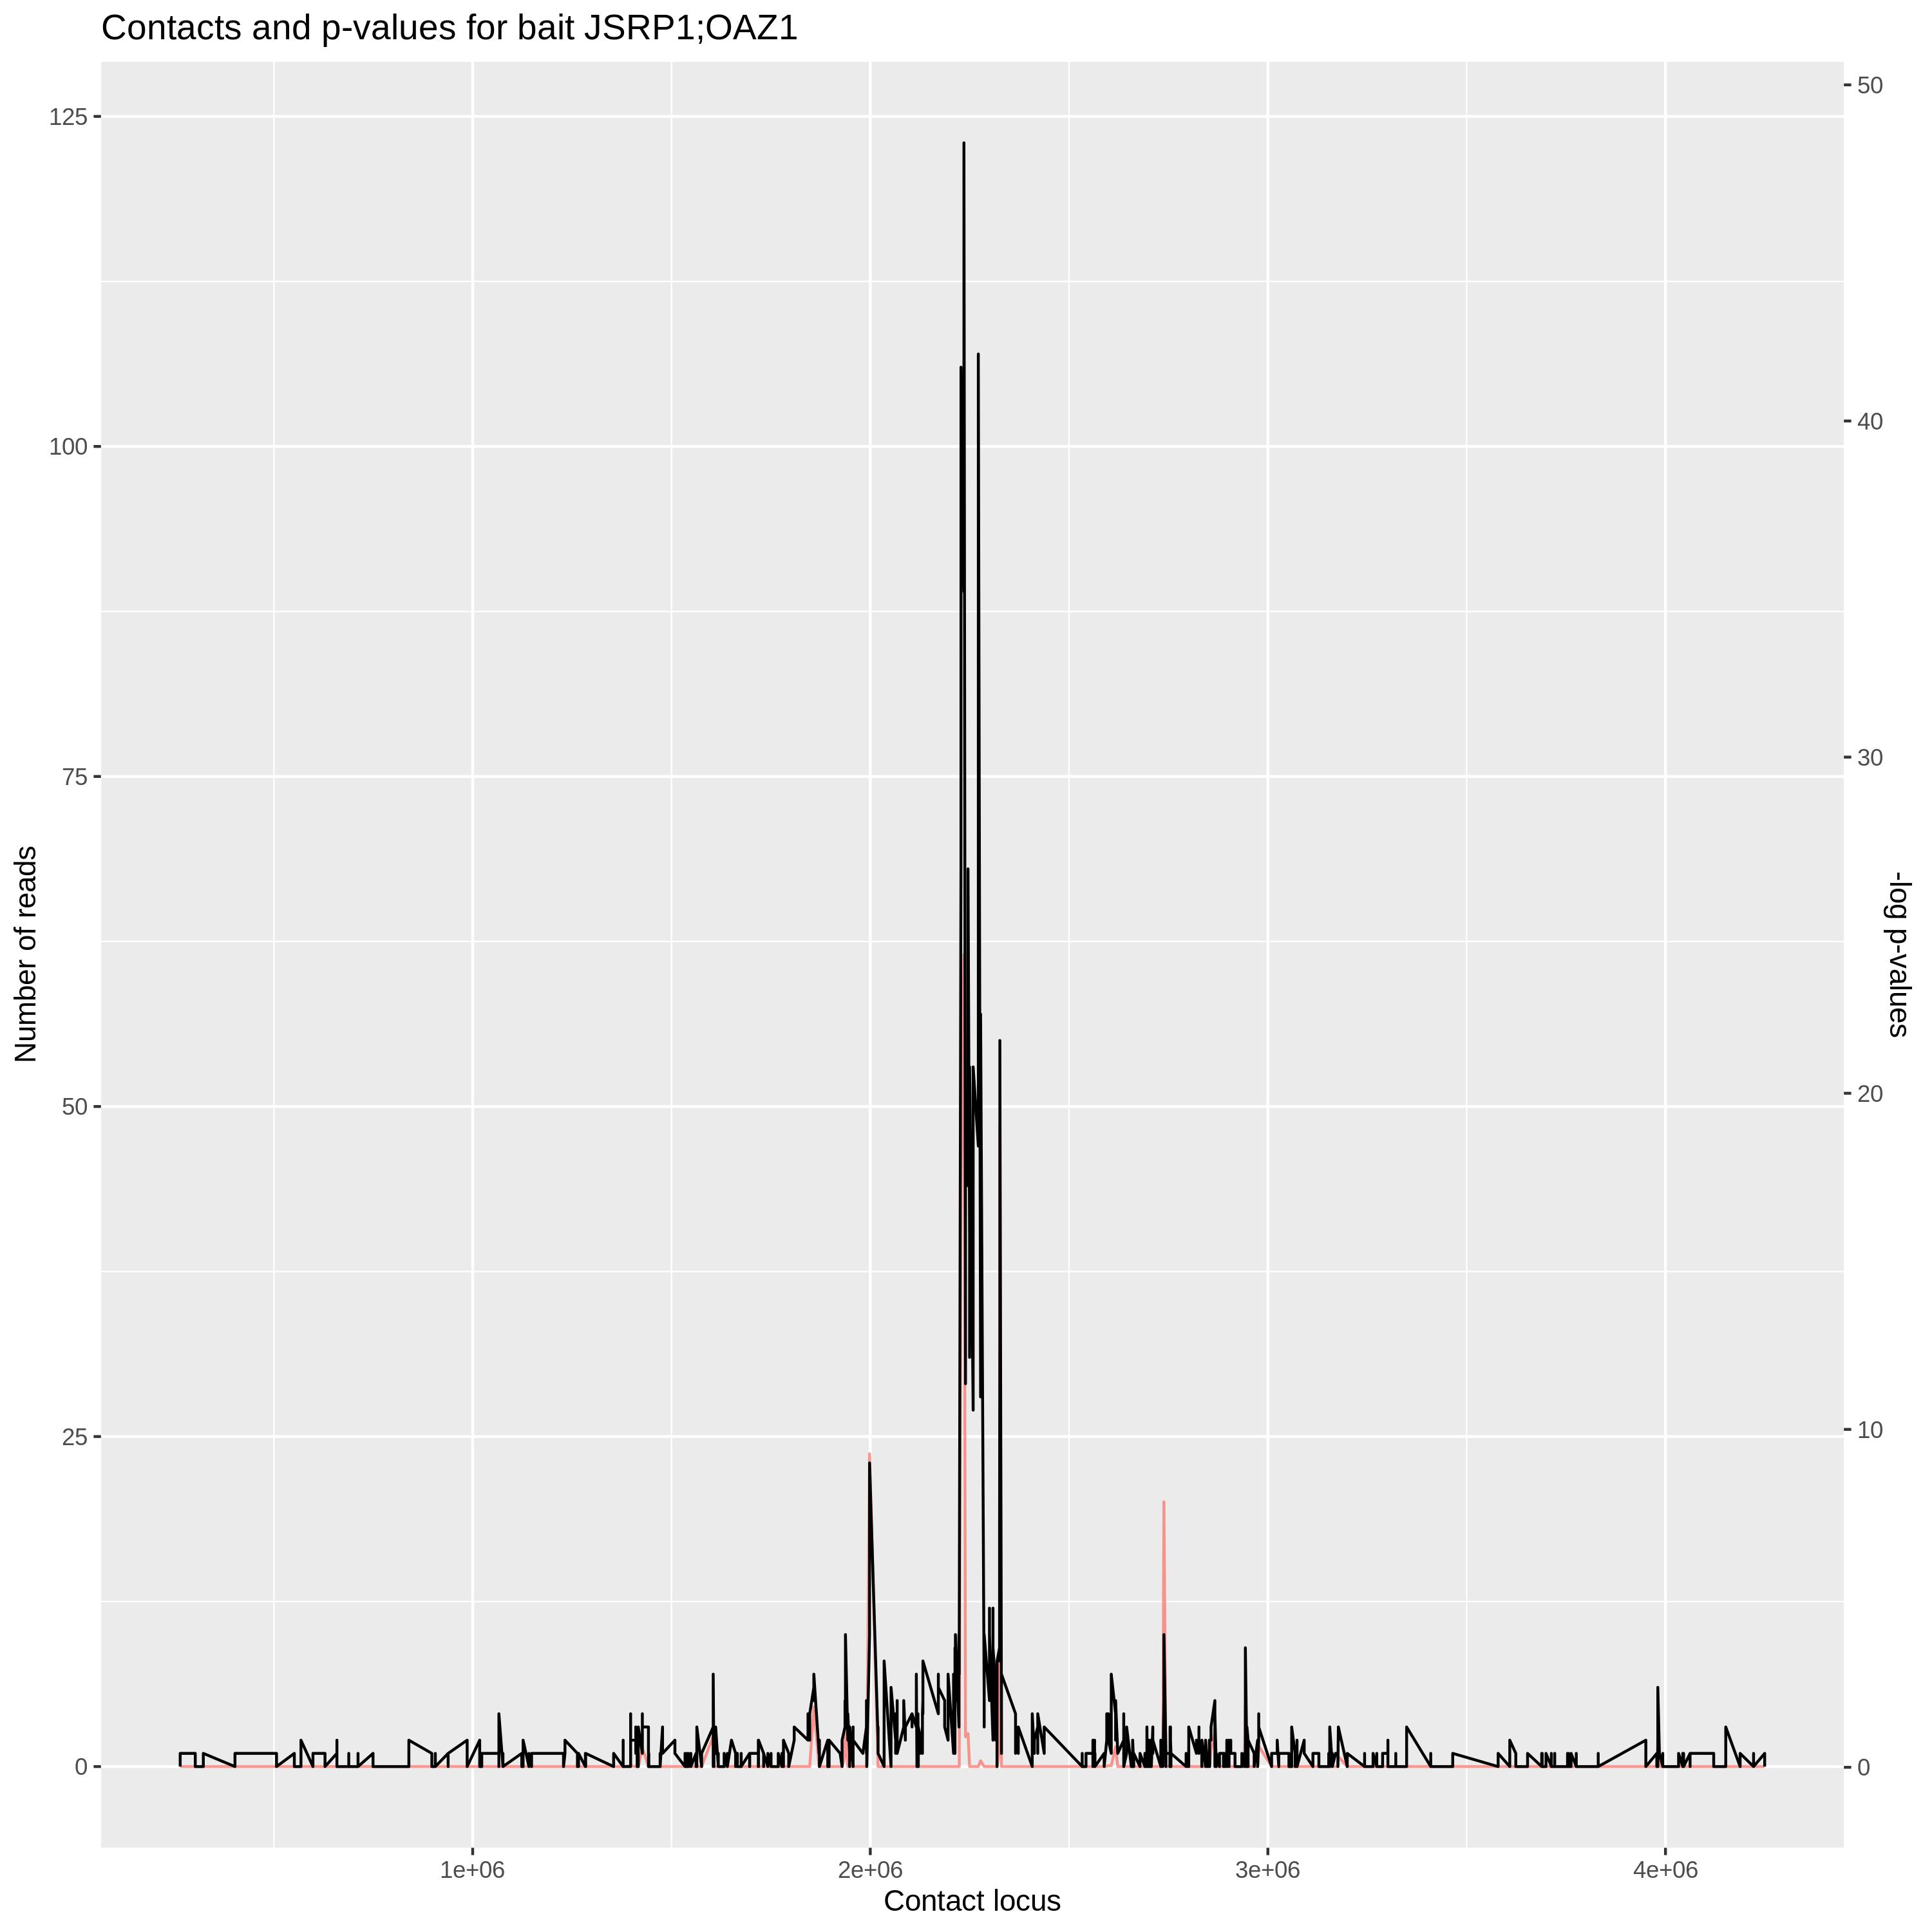 Contacts and p-values for bait JSRP1;OAZ1
125
100
75
50
25
0
Number of reads
50
40
30
20
10
0
-log p-values
1e+06
2e+06
3e+06
4e+06
Contact locus